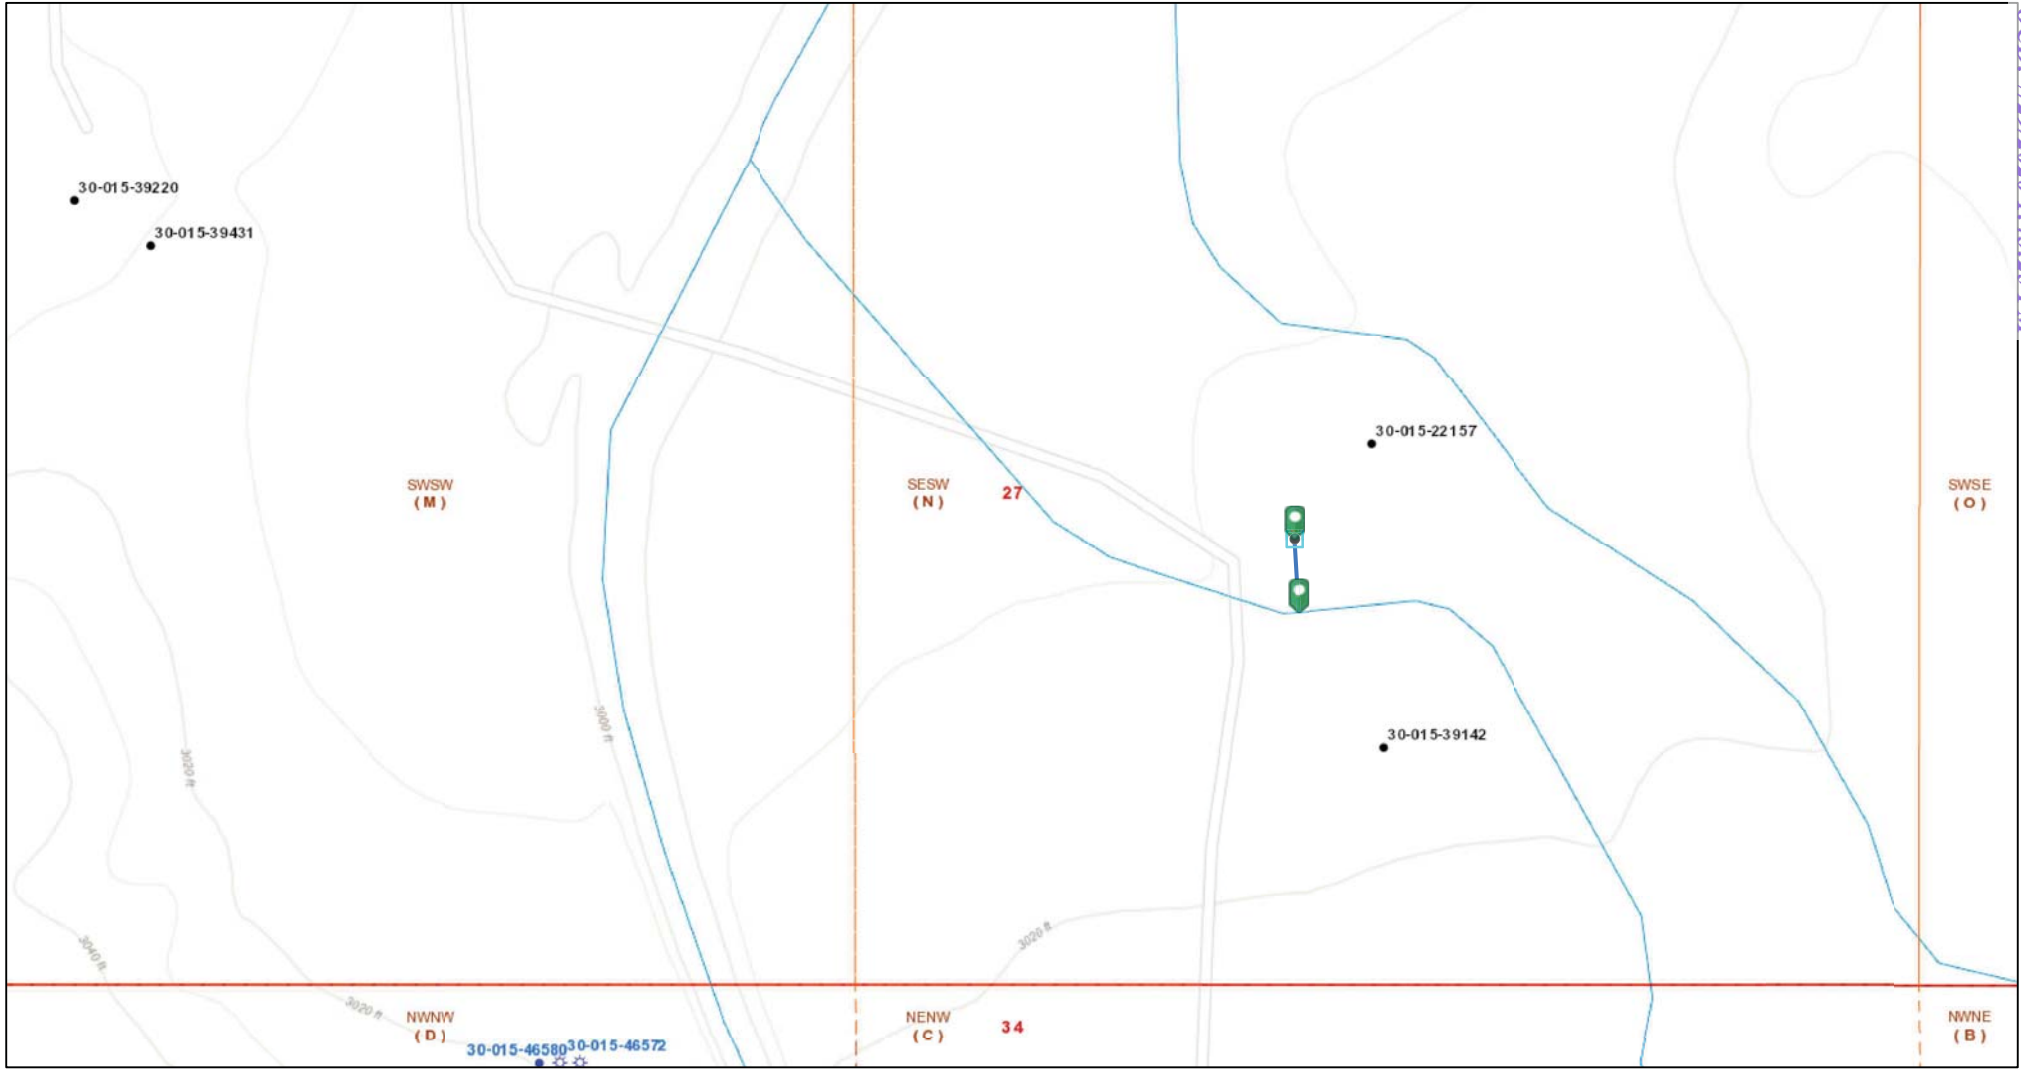 30-015-39220
30-015-39431
30-015-22157
SWSW
(M)
SESW
(N)
27
SWSE
(O)
3000 ft
30-015-39142
3020 ft
3020 ft
3040 ft
3020 ft
NWNW
(D)
NENW
(C)
34
NWNE
(B)
30-015-46580
30-015-46572